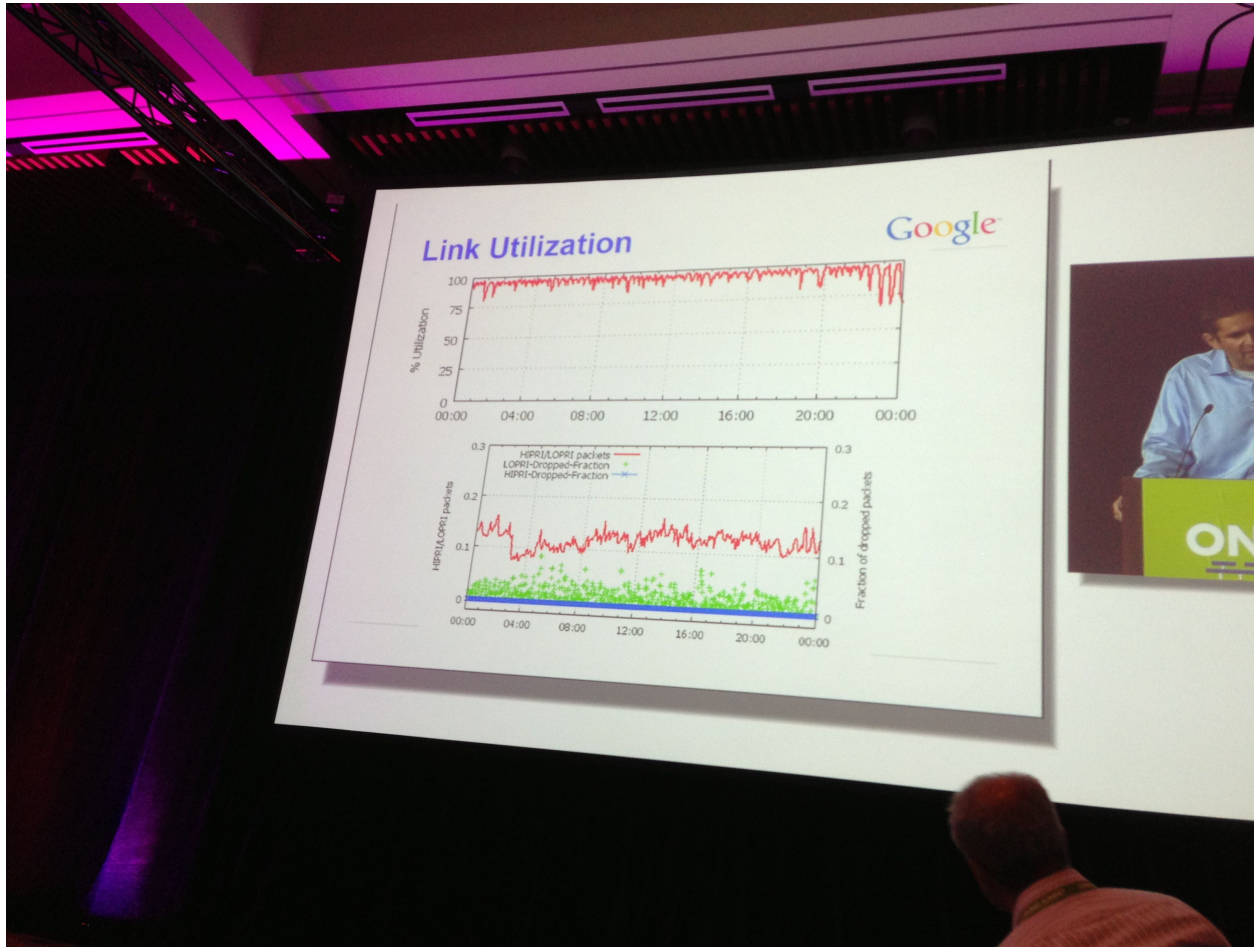 Link Utilization
Google
100
75
50
25
0
% Utilization
00:00 04:00 08:00 12:00 16:00 20:00 00:00
0.3
0.2
0.1
0
HIPRI/LOPRI packets
HIPRI/LOPRI packets
LOPRI-Dropped-Fraction
HIPRI-Dropped-Fraction
0.3
0.2
0.1
0
Fraction of dropped packets
00:00 04:00 08:00 12:00 16:00 20:00 00:00
ON